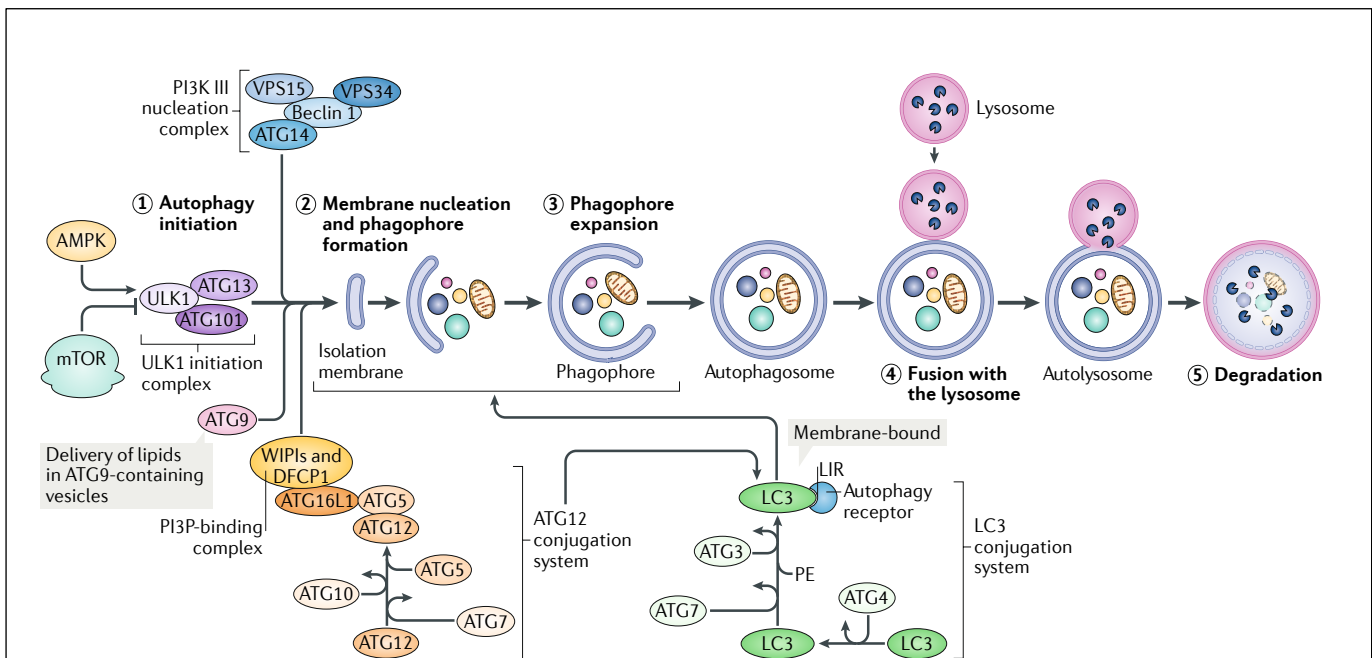 PI3K III
nucleation
complex
VPS15
VPS34
Beclin 1
ATG14
Lysosome
① Autophagy
initiation
② Membrane nucleation
and phagophore
formation
③ Phagophore
expansion
AMPK
ULK1
ATG13
ATG101
mTOR
ULK1 initiation
complex
Isolation
membrane
Phagophore
Autophagosome
④ Fusion with
the lysosome
Autolysosome
⑤ Degradation
ATG9
Delivery of lipids
in ATG9-containing
vesicles
WIPIs and
DFCP1
ATG16L1
ATG5
ATG12
PI3P-binding
complex
ATG5
ATG10
ATG7
ATG12
ATG12
conjugation
system
Membrane-bound
LIR
LC3
Autophagy
receptor
ATG3
PE
ATG7
ATG4
LC3
LC3
LC3
conjugation
system